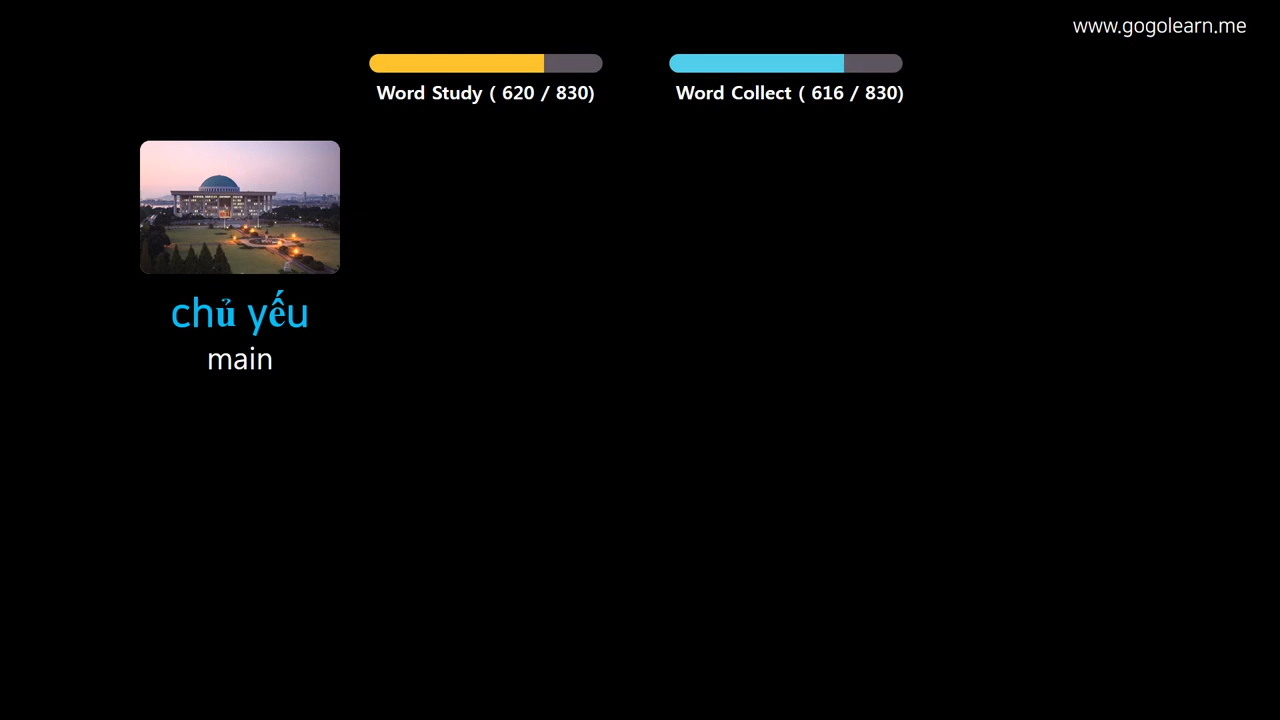 www.gogolearn.me
Word Study ( 620 / 830)
Word Collect ( 616 / 830)
chủ yếu
main